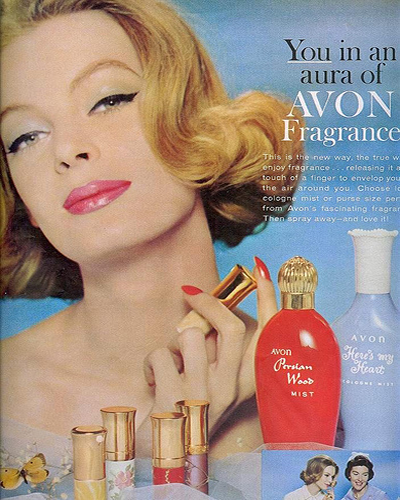 You in an
aura of
AVON
Fragrance
This is the new way, the true w
enjoy fragrance... releasing it a
touch of a finger to envelop you
the air around you. Choose lo
cologne mist or purse size per
from Avon's fascinating fragran
Then spray away—and love it!
AVON
Persian
Wood
MIST
AVON
Here's my
Heart
COLOGNE MIST